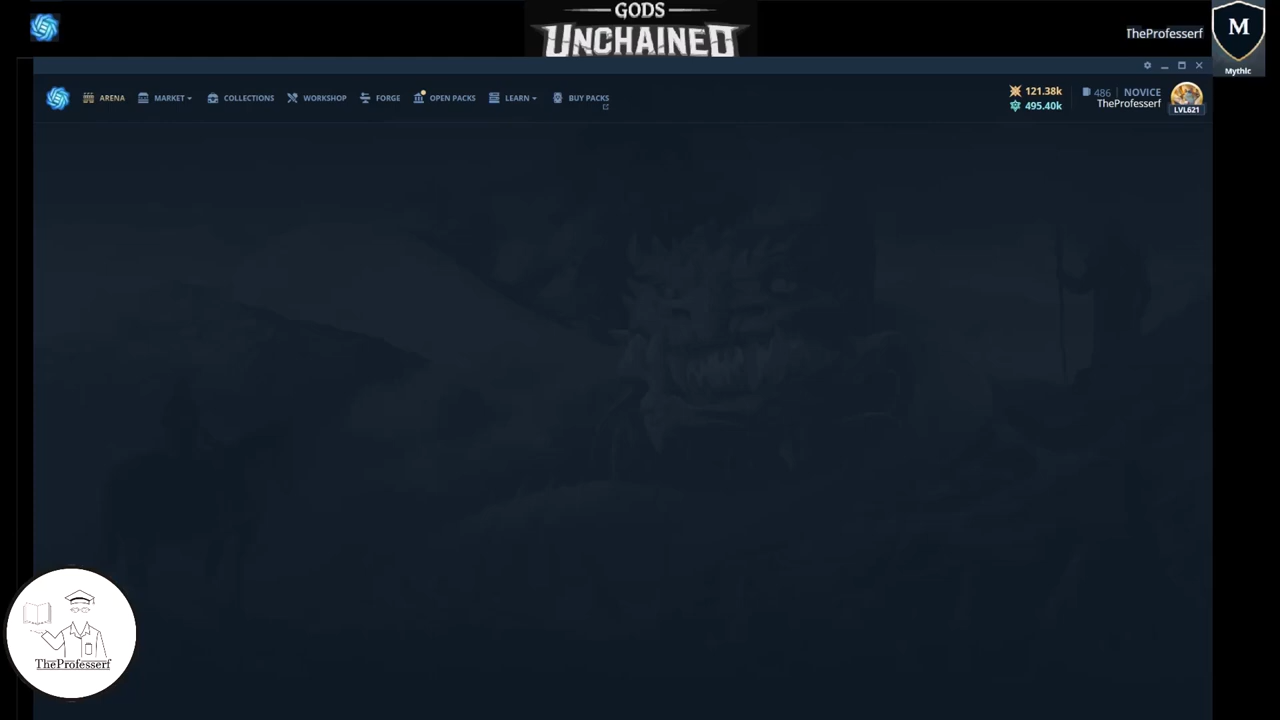 GODS
UNCHAINED
TheProfesserf
M
Mythic
ARENA
MARKET
COLLECTIONS
WORKSHOP
FORGE
OPEN PACKS
LEARN
BUY PACKS
121.38k
495.40k
486 | NOVICE
TheProfesserf
LVL621
TheProfesserf